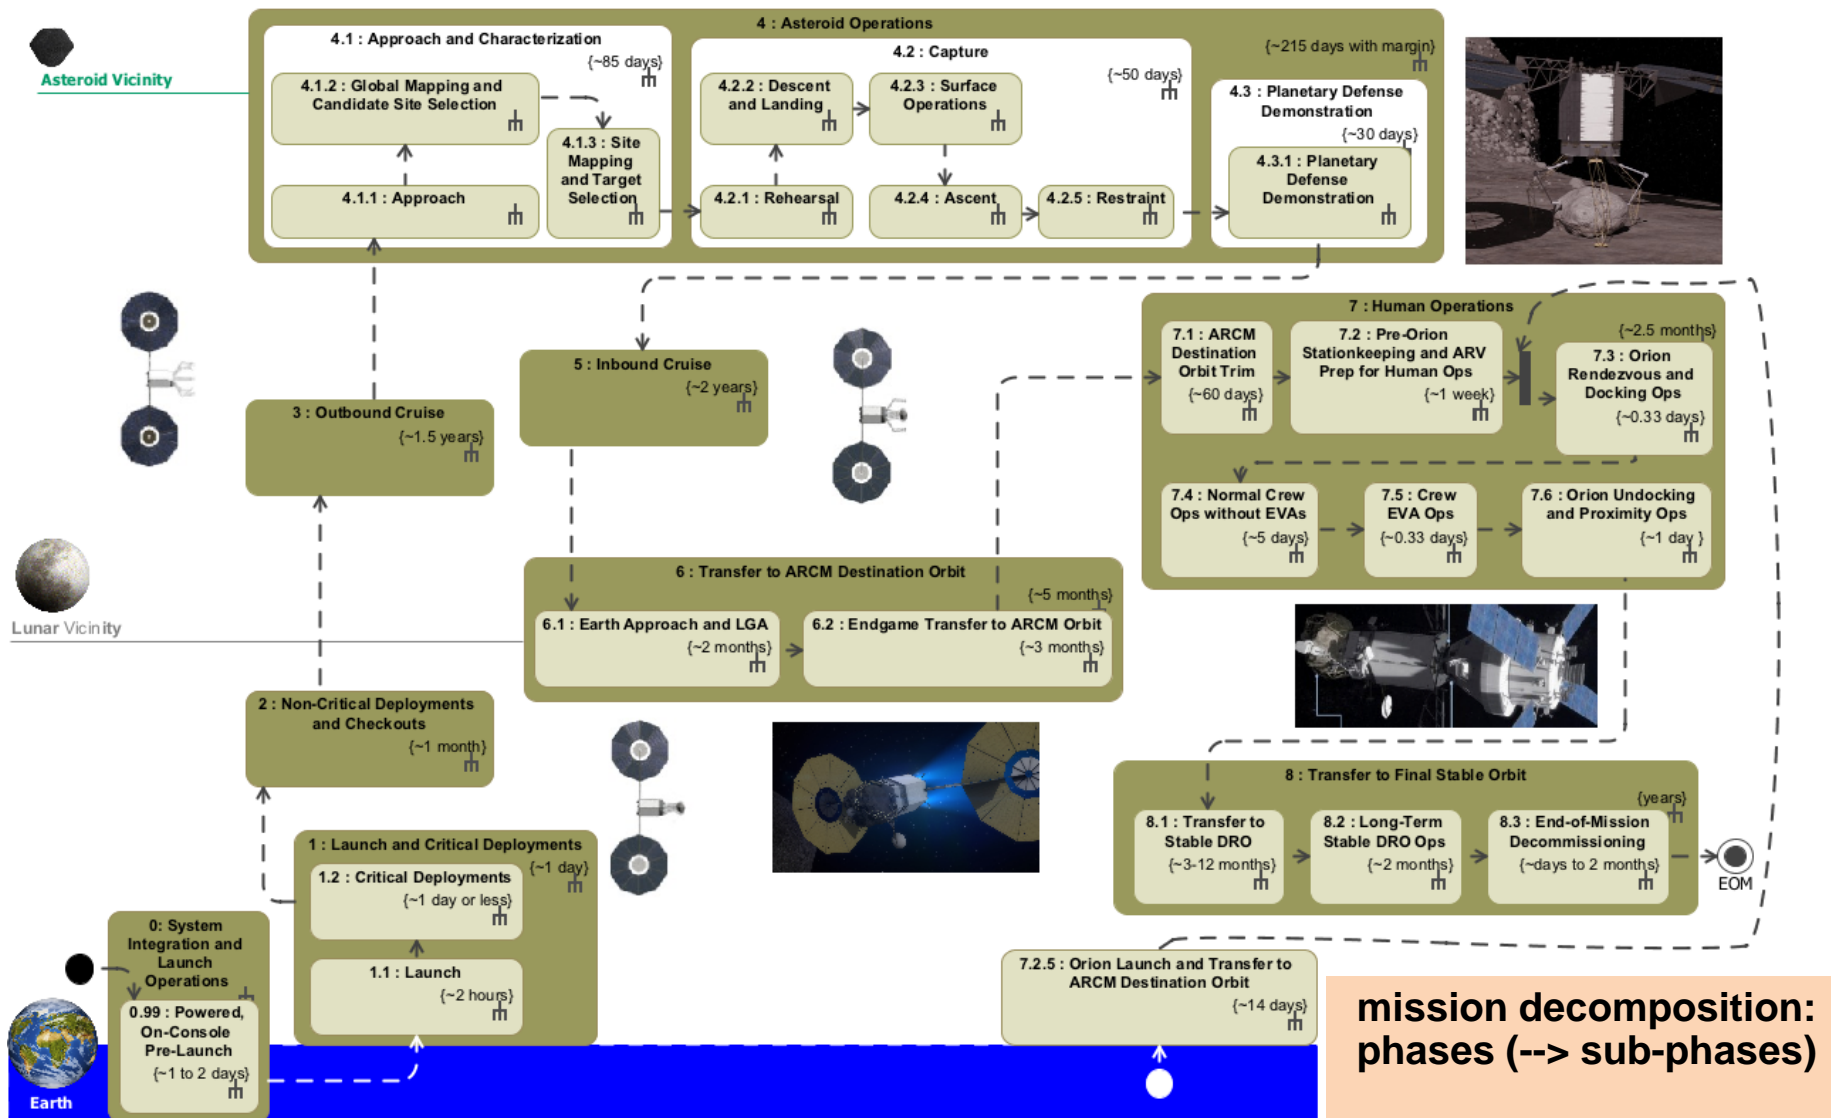 4 : Asteroid Operations
{~215 days with margin}
Asteroid Vicinity
4.1 : Approach and Characterization
{~85 days}
4.1.2 : Global Mapping and
Candidate Site Selection
4.1.3 : Site
Mapping
and Target
Selection
4.1.1 : Approach
4.2 : Capture
{~50 days}
4.2.2 : Descent
and Landing
4.2.3 : Surface
Operations
4.2.1 : Rehearsal
4.2.4 : Ascent
4.2.5 : Restraint
4.3 : Planetary Defense
Demonstration
{~30 days}
4.3.1 : Planetary
Defense
Demonstration
7 : Human Operations
{~2.5 months}
7.1 : ARCM
Destination
Orbit Trim
{~60 days}
7.2 : Pre-Orion
Stationkeeping and ARV
Prep for Human Ops
{~1 week}
7.3 : Orion
Rendezvous and
Docking Ops
{~0.33 days}
7.4 : Normal Crew
Ops without EVAs
{~5 days}
7.5 : Crew
EVA Ops
{~0.33 days}
7.6 : Orion Undocking
and Proximity Ops
{~1 day }
5 : Inbound Cruise
{~2 years}
3 : Outbound Cruise
{~1.5 years}
6 : Transfer to ARCM Destination Orbit
{~5 months}
6.1 : Earth Approach and LGA
{~2 months}
6.2 : Endgame Transfer to ARCM Orbit
{~3 months}
Lunar Vicinity
2 : Non-Critical Deployments
and Checkouts
{~1 month}
8 : Transfer to Final Stable Orbit
{years}
8.1 : Transfer to
Stable DRO
{~3-12 months}
8.2 : Long-Term
Stable DRO Ops
{~2 months}
8.3 : End-of-Mission
Decommissioning
{~days to 2 months}
EOM
1 : Launch and Critical Deployments
{~1 day}
1.2 : Critical Deployments
{~1 day or less}
1.1 : Launch
{~2 hours}
0: System
Integration and
Launch
Operations
0.99 : Powered,
On-Console
Pre-Launch
{~1 to 2 days}
7.2.5 : Orion Launch and Transfer to
ARCM Destination Orbit
{~14 days}
Earth
mission decomposition:
phases (--> sub-phases)